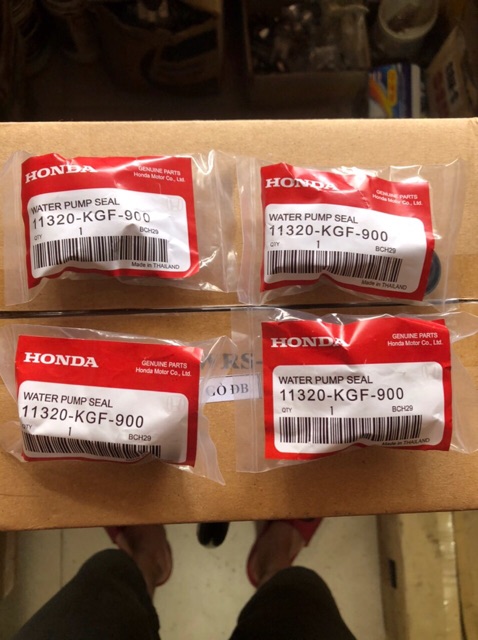 HONDA
GENUINE PARTS
Honda Motor Co., Ltd.
WATER PUMP SEAL
11320-KGF-900
QTY
1
BCH29
Made in THAILAND
HONDA
GENUINE PARTS
Honda Motor Co., Ltd.
WATER PUMP SEAL
11320-KGF-900
QTY
1
BCH29
Made in THAILAND
HONDA
GENUINE PARTS
Honda Motor Co., Ltd.
WATER PUMP SEAL
11320-KGF-900
1
BCH29
RS-
GÒ ĐB
HONDA
GENUINE PARTS
Honda Motor Co., Ltd.
WATER PUMP SEAL
11320-KGF-900
QTY
1
BCH29
Made in THAILAND